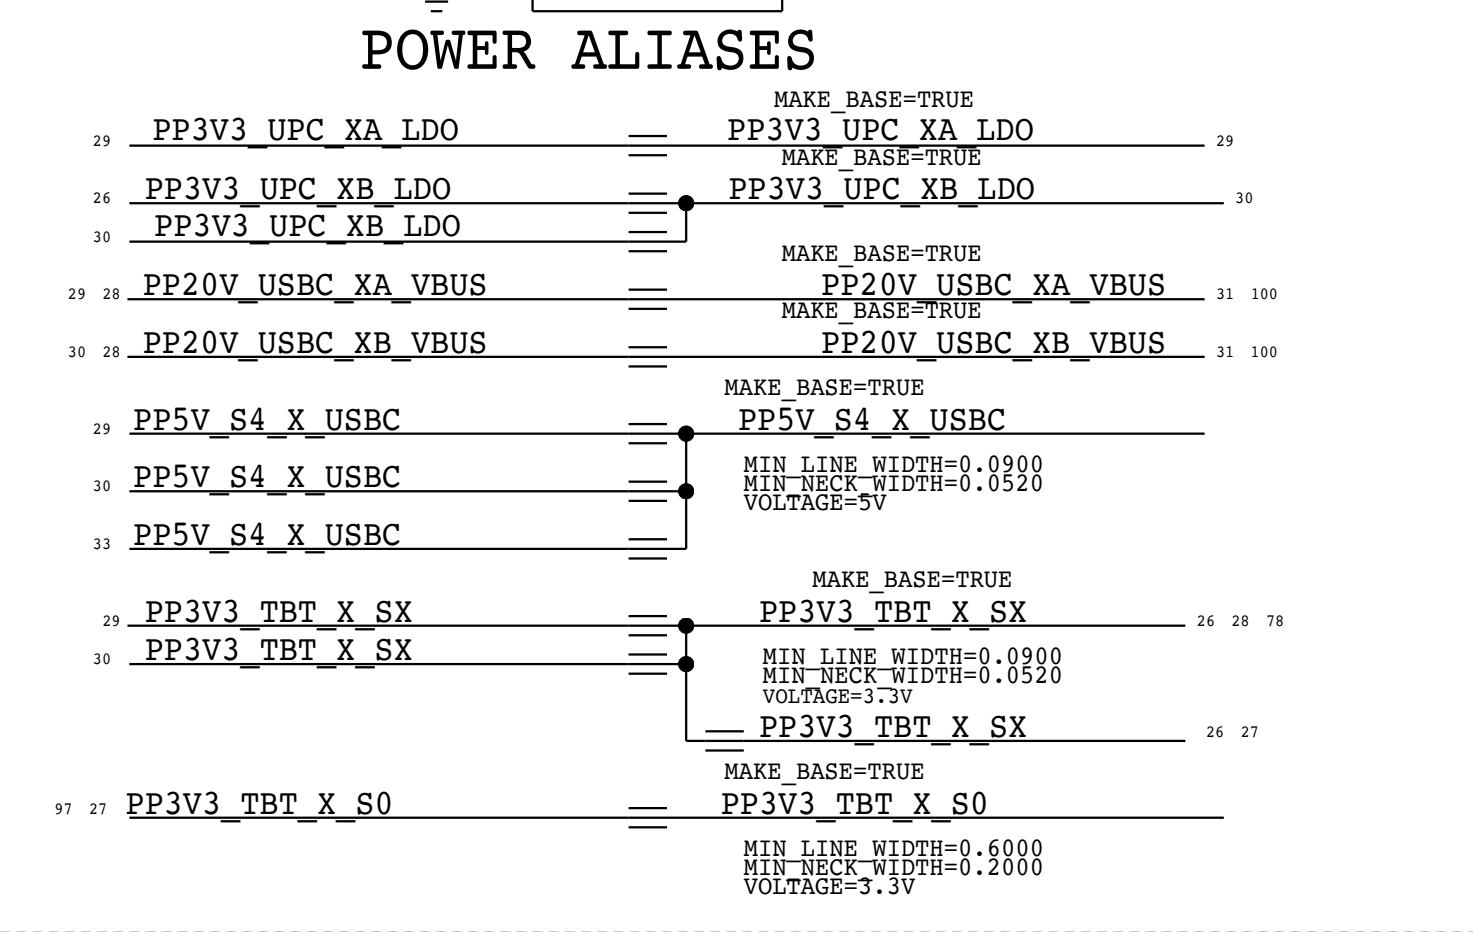 POWER ALIASES
MAKE_BASE=TRUE
29 PP3V3_UPC_XA_LDO PP3V3_UPC_XA_LDO 29
MAKE_BASE=TRUE
26 PP3V3_UPC_XB_LDO PP3V3_UPC_XB_LDO 30
30 PP3V3_UPC_XB_LDO
MAKE_BASE=TRUE
29 28 PP20V_USBC_XA_VBUS PP20V_USBC_XA_VBUS 31 100
MAKE_BASE=TRUE
30 28 PP20V_USBC_XB_VBUS PP20V_USBC_XB_VBUS 31 100
MAKE_BASE=TRUE
29 PP5V_S4_X_USBC PP5V_S4_X_USBC
MIN_LINE_WIDTH=0.0900
30 PP5V_S4_X_USBC MIN_NECK_WIDTH=0.0520
VOLTAGE=5V
33 PP5V_S4_X_USBC
MAKE_BASE=TRUE
29 PP3V3_TBT_X_SX PP3V3_TBT_X_SX 26 28 78
30 PP3V3_TBT_X_SX MIN_LINE_WIDTH=0.0900
MIN_NECK_WIDTH=0.0520
VOLTAGE=3.3V
PP3V3_TBT_X_SX 26 27
MAKE_BASE=TRUE
97 27 PP3V3_TBT_X_S0 PP3V3_TBT_X_S0
MIN_LINE_WIDTH=0.6000
MIN_NECK_WIDTH=0.2000
VOLTAGE=3.3V